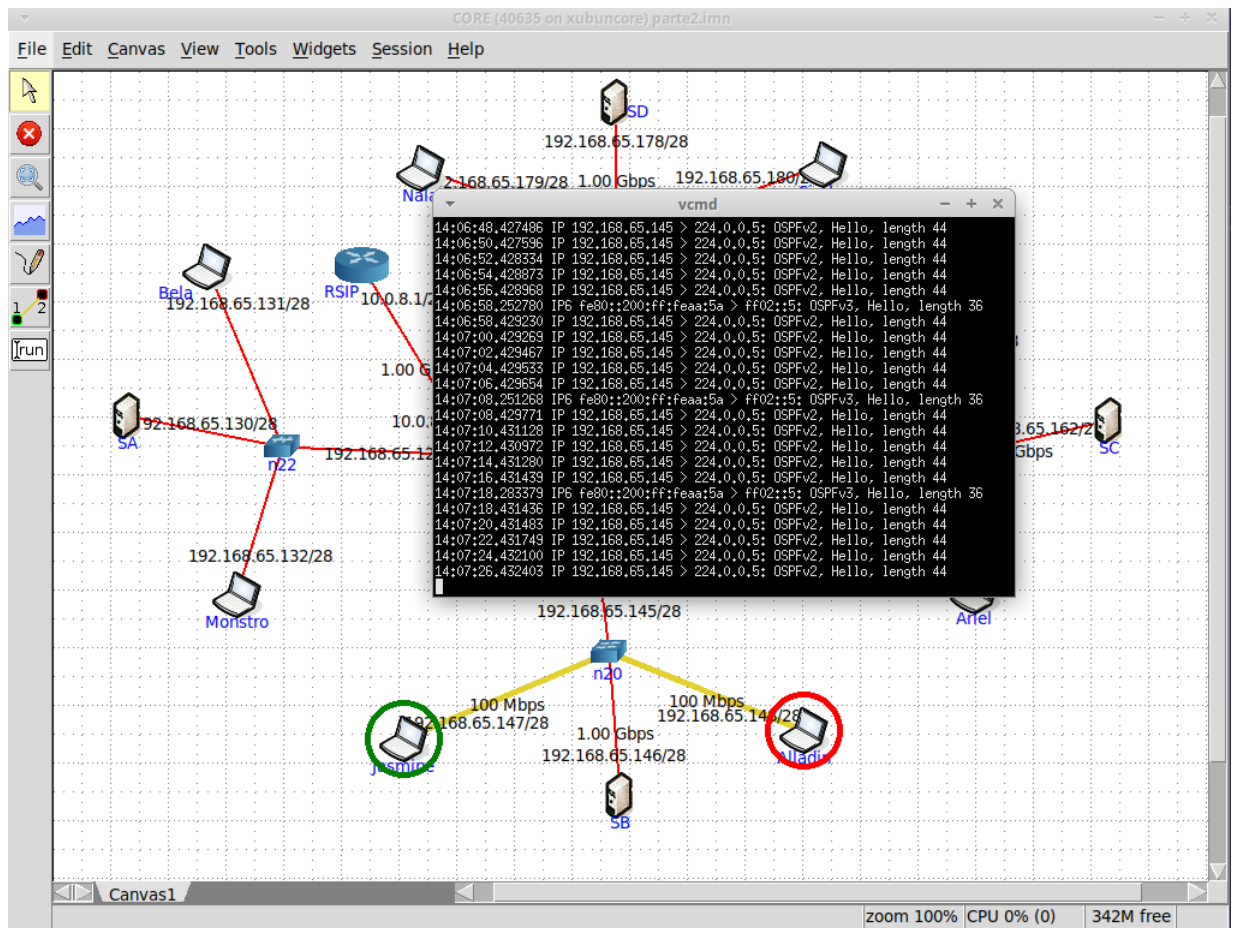 CORE (40635 on xubuncore) parte2.imn
File Edit Canvas View Tools Widgets Session Help
SD
192.168.65.178/28
2.168.65.179/28 1.00 Gbps 192.168.65.180/2
Nala
vcmd
14:06:48.427486 IP 192.168.65.145 > 224.0.0.5: OSPFv2, Hello, length 44
14:06:50.427596 IP 192.168.65.145 > 224.0.0.5: OSPFv2, Hello, length 44
14:06:52.428334 IP 192.168.65.145 > 224.0.0.5: OSPFv2, Hello, length 44
14:06:54.428873 IP 192.168.65.145 > 224.0.0.5: OSPFv2, Hello, length 44
14:06:56.428968 IP 192.168.65.145 > 224.0.0.5: OSPFv2, Hello, length 44
14:06:58.252780 IP6 fe80::200:ff:feaa:5a > ff02::5: OSPFv3, Hello, length 36
14:06:58.429230 IP 192.168.65.145 > 224.0.0.5: OSPFv2, Hello, length 44
14:07:00.429269 IP 192.168.65.145 > 224.0.0.5: OSPFv2, Hello, length 44
14:07:02.429467 IP 192.168.65.145 > 224.0.0.5: OSPFv2, Hello, length 44
14:07:04.429533 IP 192.168.65.145 > 224.0.0.5: OSPFv2, Hello, length 44
14:07:06.429654 IP 192.168.65.145 > 224.0.0.5: OSPFv2, Hello, length 44
14:07:08.251268 IP6 fe80::200:ff:feaa:5a > ff02::5: OSPFv3, Hello, length 36
14:07:08.429771 IP 192.168.65.145 > 224.0.0.5: OSPFv2, Hello, length 44
14:07:10.431128 IP 192.168.65.145 > 224.0.0.5: OSPFv2, Hello, length 44
14:07:12.430972 IP 192.168.65.145 > 224.0.0.5: OSPFv2, Hello, length 44
14:07:14.431280 IP 192.168.65.145 > 224.0.0.5: OSPFv2, Hello, length 44
14:07:16.431439 IP 192.168.65.145 > 224.0.0.5: OSPFv2, Hello, length 44
14:07:18.283379 IP6 fe80::200:ff:feaa:5a > ff02::5: OSPFv3, Hello, length 36
14:07:18.431436 IP 192.168.65.145 > 224.0.0.5: OSPFv2, Hello, length 44
14:07:20.431483 IP 192.168.65.145 > 224.0.0.5: OSPFv2, Hello, length 44
14:07:22.431749 IP 192.168.65.145 > 224.0.0.5: OSPFv2, Hello, length 44
14:07:24.432100 IP 192.168.65.145 > 224.0.0.5: OSPFv2, Hello, length 44
14:07:26.432403 IP 192.168.65.145 > 224.0.0.5: OSPFv2, Hello, length 44
Bela
192.168.65.131/28
RSIP
10.0.8.1/2
1 2
run
1.00 G
10.0.8
92.168.65.130/28
SA
n22
192.168.65.12
3.65.162/2
Gbps
SC
192.168.65.132/28
Monstro
192.168.65.145/28
Ariel
n20
100 Mbps
192.168.65.147/28
100 Mbps
1.00 Gbps
192.168.65.146/28
Jasmine
Alladin
SB
Canvas1
zoom 100% CPU 0% (0) 342M free